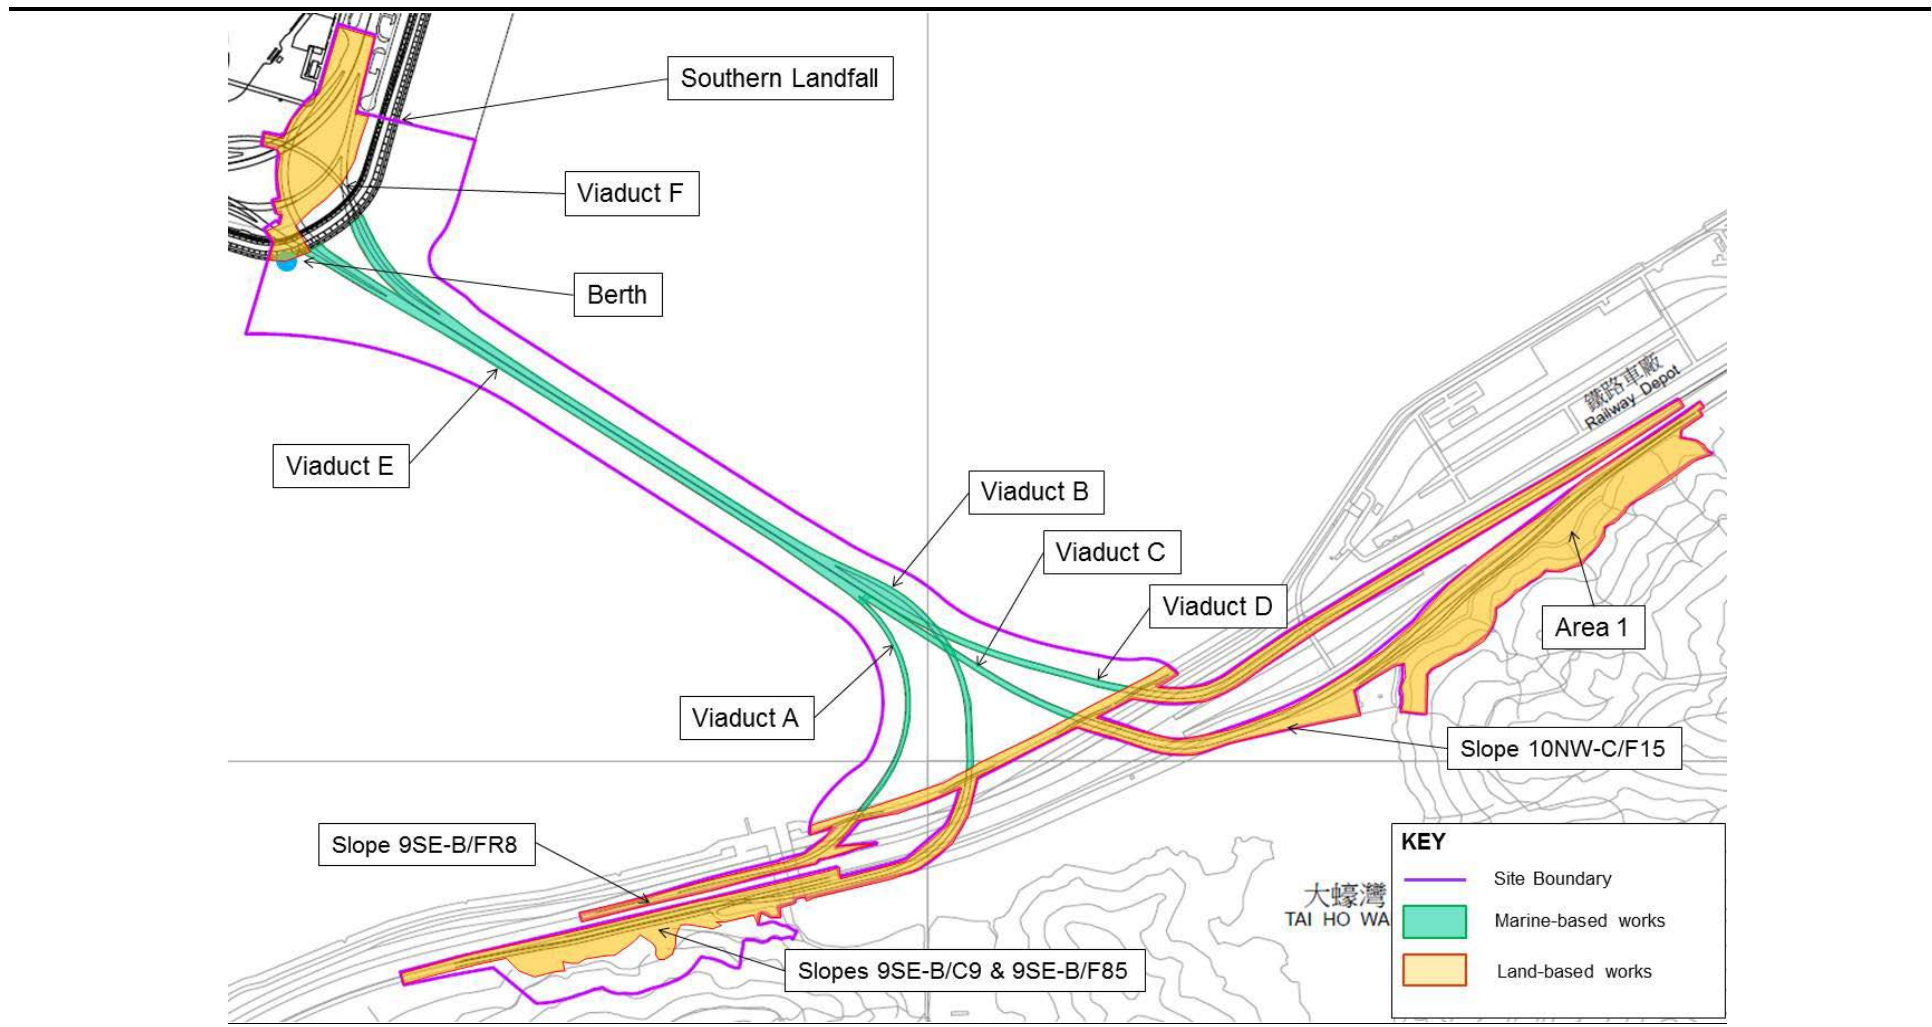 Southern Landfall
Viaduct F
Berth
鐵路車廠
Railway Depot
Viaduct E
Viaduct B
Viaduct C
Viaduct D
Area 1
Viaduct A
Slope 10NW-C/F15
Slope 9SE-B/FR8
KEY
Site Boundary
大蠔灣
TAI HO WA
Marine-based works
Slopes 9SE-B/C9 & 9SE-B/F85
Land-based works